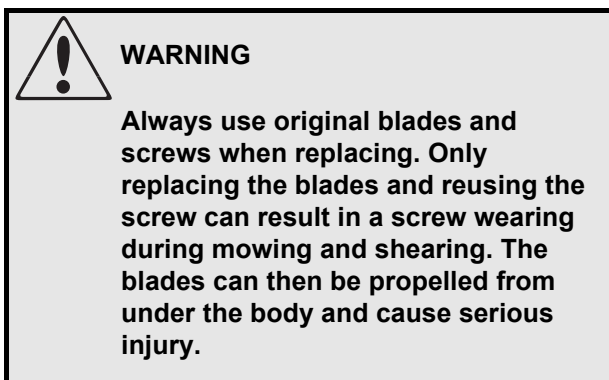 WARNING
Always use original blades and
screws when replacing. Only
replacing the blades and reusing the
screw can result in a screw wearing
during mowing and shearing. The
blades can then be propelled from
under the body and cause serious
injury.